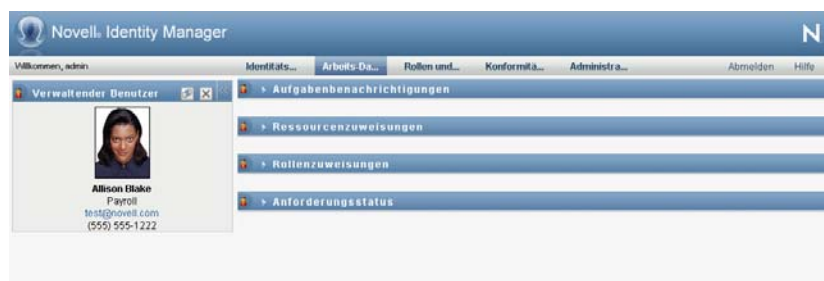 Novell® Identity Manager
N
Willkommen, admin
Identitäts... Arbeits-Da... Rollen und... Konformitä... Administra... Abmelden Hilfe
Verwaltender Benutzer
Allison Blake
Payroll
test@novell.com
(555) 555-1222
Aufgabenbenachrichtigungen
Ressourcenzuweisungen
Rollenzuweisungen
Anforderungsstatus